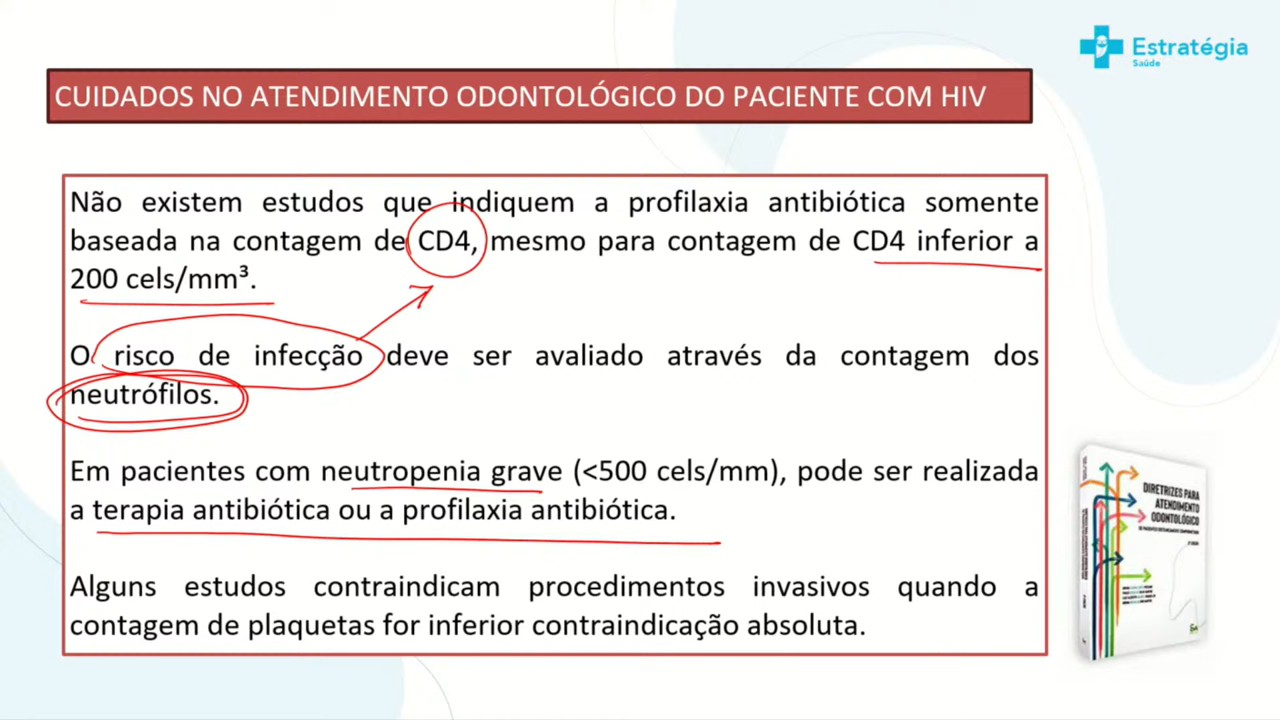 Estratégia
Saúde
CUIDADOS NO ATENDIMENTO ODONTOLÓGICO DO PACIENTE COM HIV
Não existem estudos que indiquem a profilaxia antibiótica somente
baseada na contagem de CD4, mesmo para contagem de CD4 inferior a
200 cels/mm³.
O risco de infecção deve ser avaliado através da contagem dos
neutrófilos.
Em pacientes com neutropenia grave (<500 cels/mm), pode ser realizada
a terapia antibiótica ou a profilaxia antibiótica.
Alguns estudos contraindicam procedimentos invasivos quando a
contagem de plaquetas for inferior contraindicação absoluta.
DIRETRIZES PARA
ATENDIMENTO
ODONTOLÓGICO